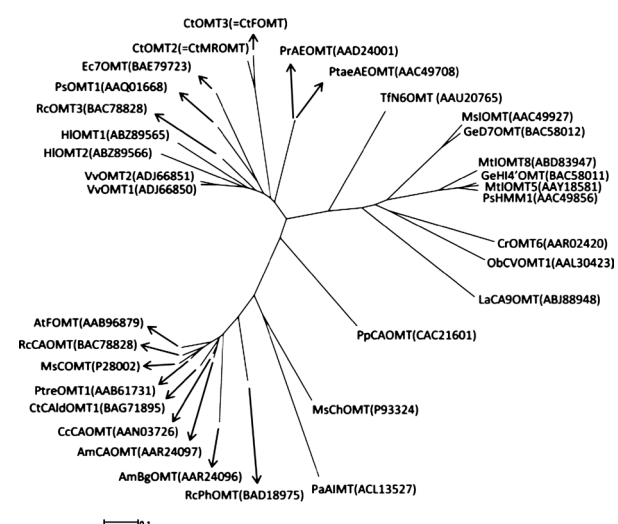 CtOMT3(=CtFOMT)
CtOMT2(=CtMROMT)
PrAEOMT(AAD24001)
Ec7OMT(BAE79723)
PtaeAEOMT(AAC49708)
PsOMT1(AAQ01668)
TfN6OMT (AAU20765)
RcOMT3(BAC78828)
MsIOMT(AAC49927)
GeD7OMT(BAC58012)
HlOMT1(ABZ89565)
HlOMT2(ABZ89566)
MtIOMT8(ABD83947)
GeHI4'OMT(BAC58011)
VvOMT2(ADJ66851)
MtIOMT5(AAY18581)
VvOMT1(ADJ66850)
PsHMM1(AAC49856)
CrOMT6(AAR02420)
ObCVOMT1(AAL30423)
LaCA9OMT(ABJ88948)
AtFOMT(AAB96879)
PpCAOMT(CAC21601)
RcCAOMT(BAC78828)
MsCOMT(P28002)
PtreOMT1(AAB61731)
CtCAldOMT1(BAG71895)
MsChOMT(P93324)
CcCAOMT(AAN03726)
AmCAOMT(AAR24097)
AmBgOMT(AAR24096)
PaAIMT(ACL13527)
RcPhOMT(BAD18975)
0.1